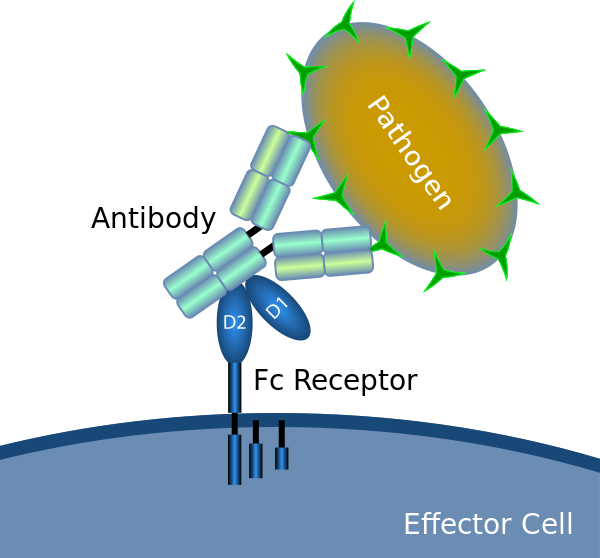 Pathogen
Antibody
D2
D1
Fc Receptor
Effector Cell